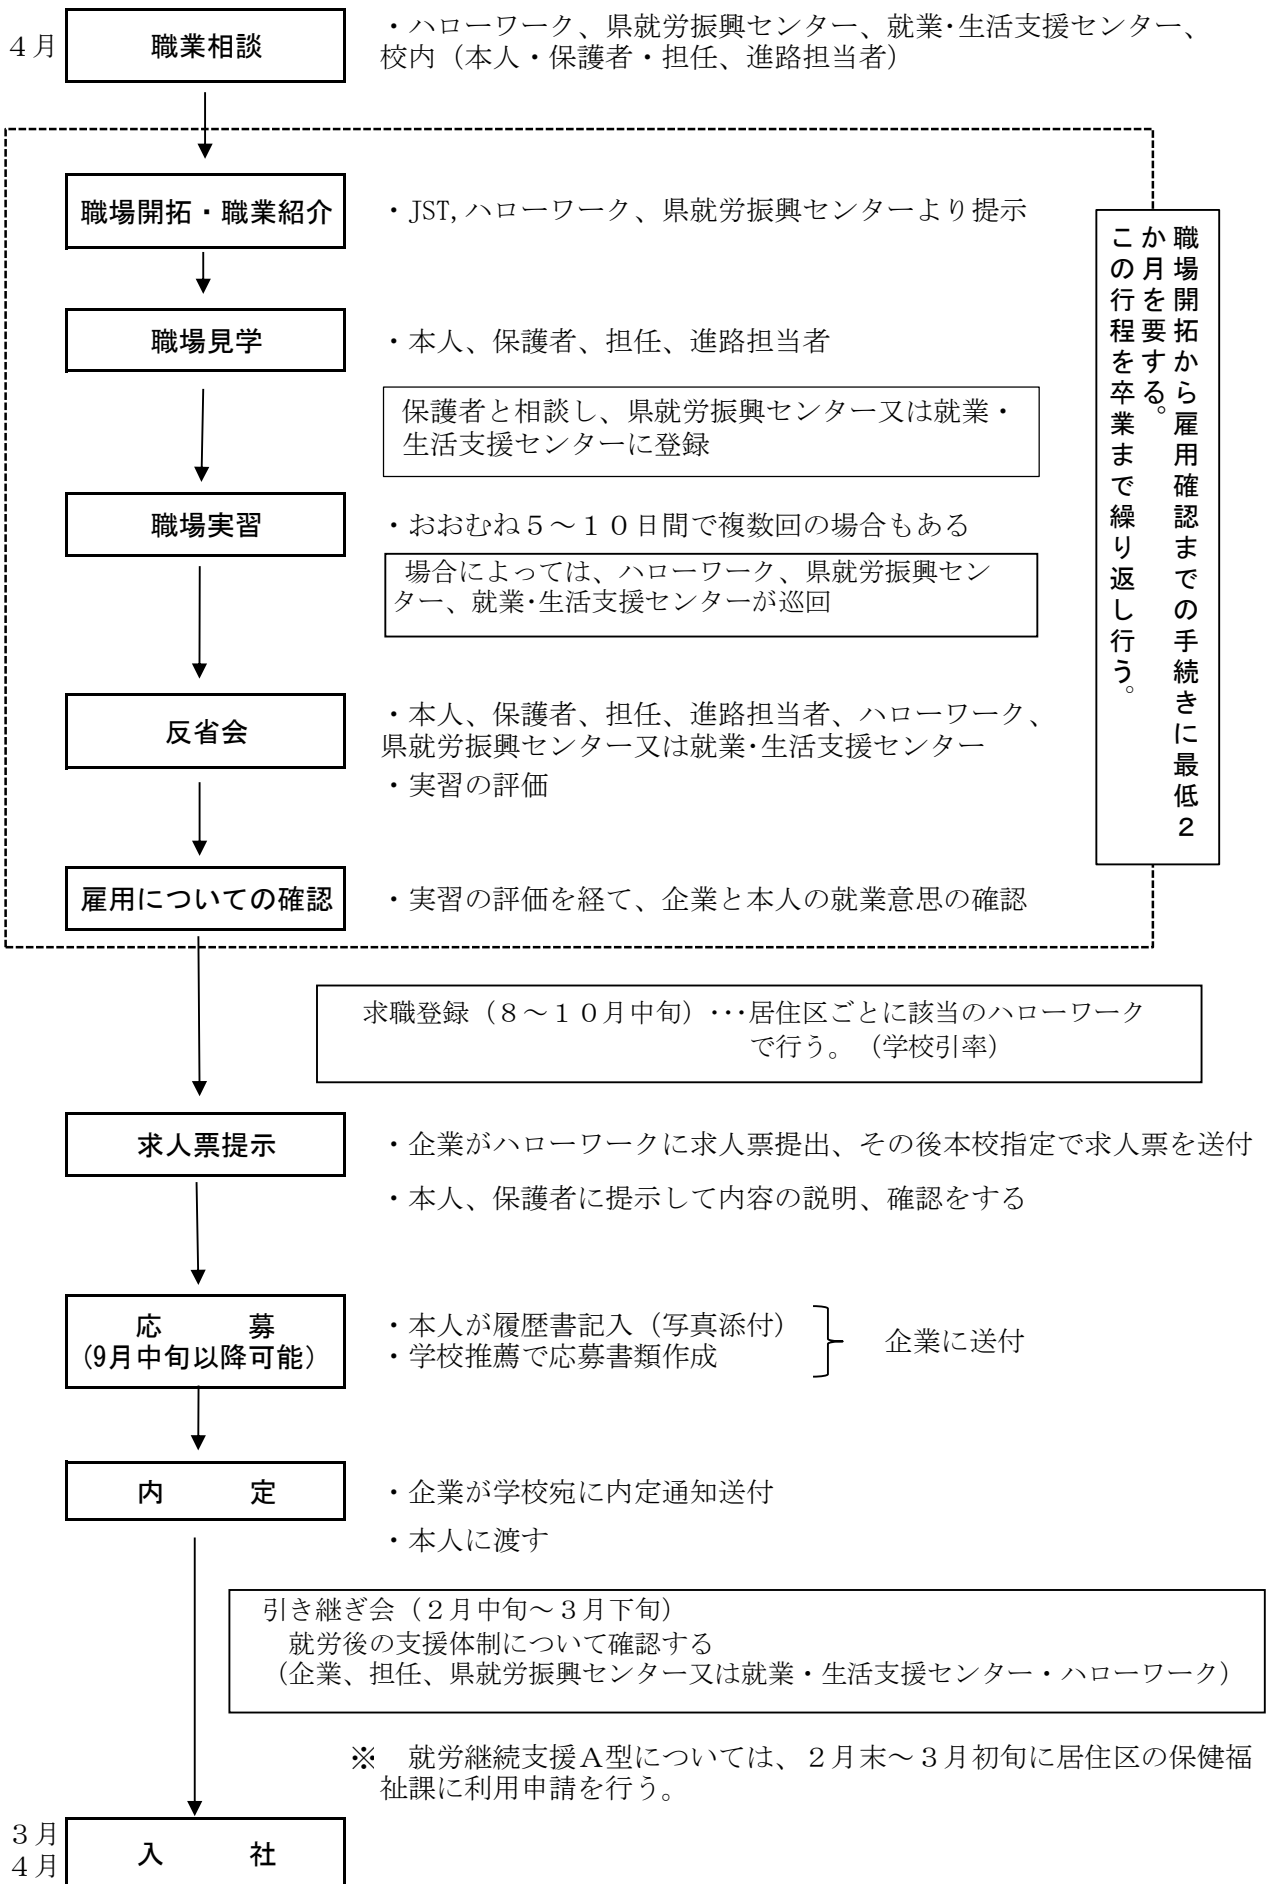 ４月
職業相談
・ハローワーク、県就労振興センター、就業･生活支援センター、
校内（本人・保護者・担任、進路担当者）
職場開拓・職業紹介
・JST,ハローワーク、県就労振興センターより提示
職場開拓から雇用確認までの手続きに最低２
か月を要する。
この行程を卒業まで繰り返し行う。
職場見学
・本人、保護者、担任、進路担当者
保護者と相談し、県就労振興センター又は就業・
生活支援センターに登録
職場実習
・おおむね５～１０日間で複数回の場合もある
場合によっては、ハローワーク、県就労振興セン
ター、就業･生活支援センターが巡回
反省会
・本人、保護者、担任、進路担当者、ハローワーク、
県就労振興センター又は就業･生活支援センター
・実習の評価
雇用についての確認
・実習の評価を経て、企業と本人の就業意思の確認
求職登録（８～１０月中旬）･･･居住区ごとに該当のハローワーク
で行う。（学校引率）
求人票提示
・企業がハローワークに求人票提出、その後本校指定で求人票を送付
・本人、保護者に提示して内容の説明、確認をする
応　　　募
(9月中旬以降可能)
・本人が履歴書記入（写真添付）
・学校推薦で応募書類作成
企業に送付
内　　　定
・企業が学校宛に内定通知送付
・本人に渡す
引き継ぎ会（２月中旬～３月下旬）
就労後の支援体制について確認する
（企業、担任、県就労振興センター又は就業・生活支援センター・ハローワーク）
※　就労継続支援Ａ型については、２月末～３月初旬に居住区の保健福
祉課に利用申請を行う。
３月
４月
入　　　社